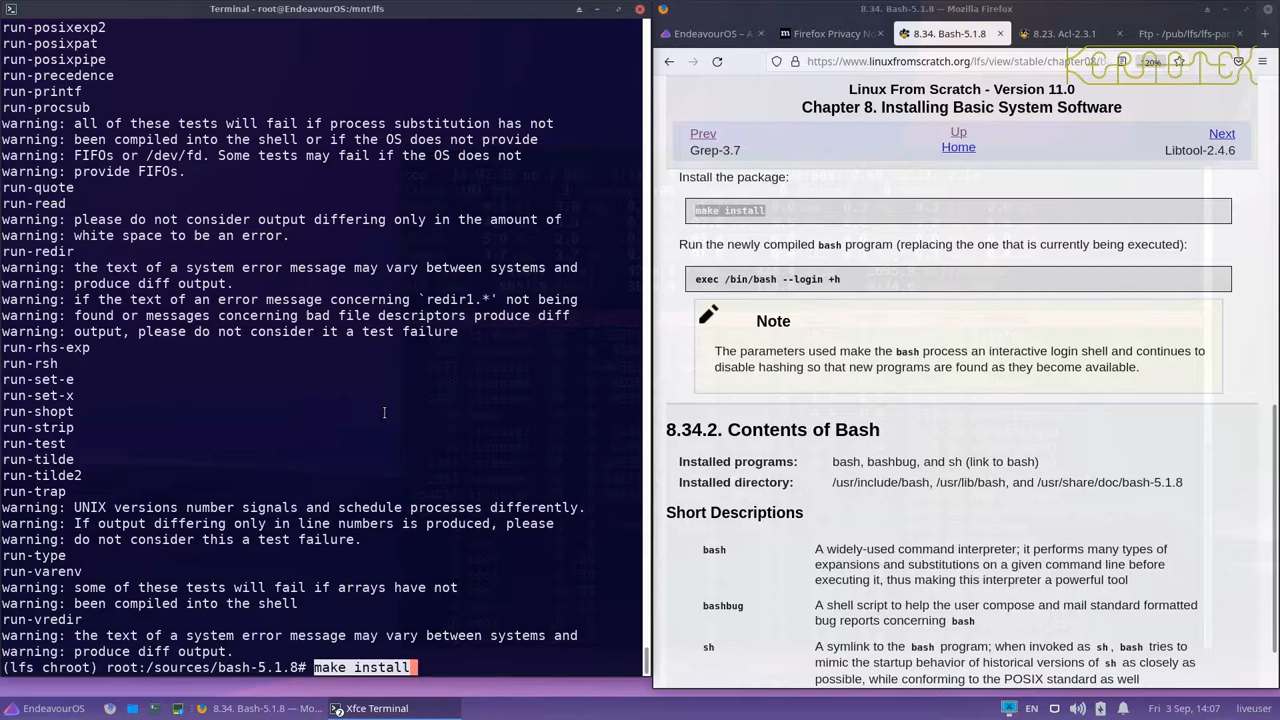 Terminal - root@EndeavourOS:/mnt/lfs
run-posixexp2
run-posixpat
run-posixpipe
run-precedence
run-printf
run-procsub
warning: all of these tests will fail if process substitution has not
warning: been compiled into the shell or if the OS does not provide
warning: FIFOs or /dev/fd. Some tests may fail if the OS does not
warning: provide FIFOs.
run-quote
run-read
warning: please do not consider output differing only in the amount of
warning: white space to be an error.
run-redir
warning: the text of a system error message may vary between systems and
warning: produce diff output.
warning: if the text of an error message concerning `redir1.*' not being
warning: found or messages concerning bad file descriptors produce diff
warning: output, please do not consider it a test failure
run-rhs-exp
run-rsh
run-set-e
run-set-x
run-shopt
run-strip
run-test
run-tilde
run-tilde2
run-trap
warning: UNIX versions number signals and schedule processes differently.
warning: If output differing only in line numbers is produced, please
warning: do not consider this a test failure.
run-type
run-varenv
warning: some of these tests will fail if arrays have not
warning: been compiled into the shell
run-vredir
warning: the text of a system error message may vary between systems and
warning: produce diff output.
(lfs chroot) root:/sources/bash-5.1.8# make install
8.34. Bash-5.1.8 — Mozilla Firefox
EndeavourOS – A
Firefox Privacy No
8.34. Bash-5.1.8
8.23. Acl-2.3.1
Ftp - /pub/lfs/lfs-pac
https://www.linuxfromscratch.org/lfs/view/stable/chapter08/
120%
Linux From Scratch - Version 11.0
Chapter 8. Installing Basic System Software
Prev
Up
Next
Grep-3.7
Home
Libtool-2.4.6
Install the package:
make install
Run the newly compiled bash program (replacing the one that is currently being executed):
exec /bin/bash --login +h
Note
The parameters used make the bash process an interactive login shell and continues to
disable hashing so that new programs are found as they become available.
8.34.2. Contents of Bash
Installed programs: bash, bashbug, and sh (link to bash)
Installed directory: /usr/include/bash, /usr/lib/bash, and /usr/share/doc/bash-5.1.8
Short Descriptions
bash A widely-used command interpreter; it performs many types of
expansions and substitutions on a given command line before
executing it, thus making this interpreter a powerful tool
bashbug A shell script to help the user compose and mail standard formatted
bug reports concerning bash
sh A symlink to the bash program; when invoked as sh, bash tries to
mimic the startup behavior of historical versions of sh as closely as
possible, while conforming to the POSIX standard as well
EndeavourOS
8.34. Bash-5.1.8 — Mo...
Xfce Terminal
EN
Fri 3 Sep, 14:07
liveuser